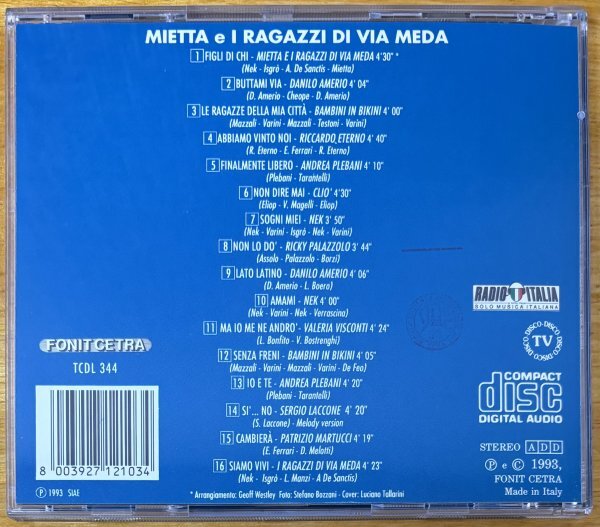 MIETTA e I RAGAZZI DI VIA MEDA
1 FIGLI DI CHI - MIETTA E I RAGAZZI DI VIA MEDA 4'30" *
(Nek - Isgrò - A. De Sanctis - Mietta)
2 BUTTAMI VIA - DANILO AMERIO 4' 04"
(D. Amerio - Cheope - D. Amerio)
3 LE RAGAZZE DELLA MIA CITTÀ - BAMBINI IN BIKINI 4' 00"
(Mazzali - Varini - Mazzali - Testoni - Varini)
4 ABBIAMO VINTO NOI - RICCARDO ETERNO 4' 40"
(R. Eterno - E. Ferrari - R. Eterno)
5 FINALMENTE LIBERO - ANDREA PLEBANI 4' 10"
(Plebani - Tarantelli)
6 NON DIRE MAI - CLIO' 4'30"
(Eliop - V. Magelli - Eliop)
7 SOGNI MIEI - NEK 3' 50"
(Nek - Varini - Isgrò - Nek - Varini)
8 NON LO DO' - RICKY PALAZZOLO 3' 44"
(Assolo - Palazzolo - Borzi)
9 LATO LATINO - DANILO AMERIO 4' 06"
(D. Amerio - L. Boera)
10 AMAMI - NEK 4' 00"
(Nek - Varini - Nek - Verrascina)
11 MA IO ME NE ANDRO' - VALERIA VISCONTI 4' 24"
(L. Bonfito - V. Bostrenghi)
12 SENZA FRENI - BAMBINI IN BIKINI 4' 05"
(Mazzali - Varini - Mazzali - Varini - De Feo)
13 IO E TE - ANDREA PLEBANI 4' 20"
(Plebani - Tarantelli)
14 SI'... NO - SERGIO LACCONE 4' 20"
(S. Laccone) - Melody version
15 CAMBIERÀ - PATRIZIO MARTUCCI 4' 19"
(E. Ferrari - D. Melotti)
16 SIAMO VIVI - I RAGAZZI DI VIA MEDA 4' 23"
(Nek - Isgrò - L. Manzi - A De Sanctis)
* Arrangiamento: Geoff Westley Foto: Stefano Bozzani - Cover: Luciano Tallarini
FONIT CETRA
TCDL 344
8 003927 121034
℗ 1993 SIAE
RADIO ITALIA
SOLO MUSICA ITALIANA
DISCO-DISCO-DISCO-DISCO
TV
COMPACT
disc
DIGITAL AUDIO
STEREO A D D
℗ e © 1993,
FONIT CETRA
Made in Italy